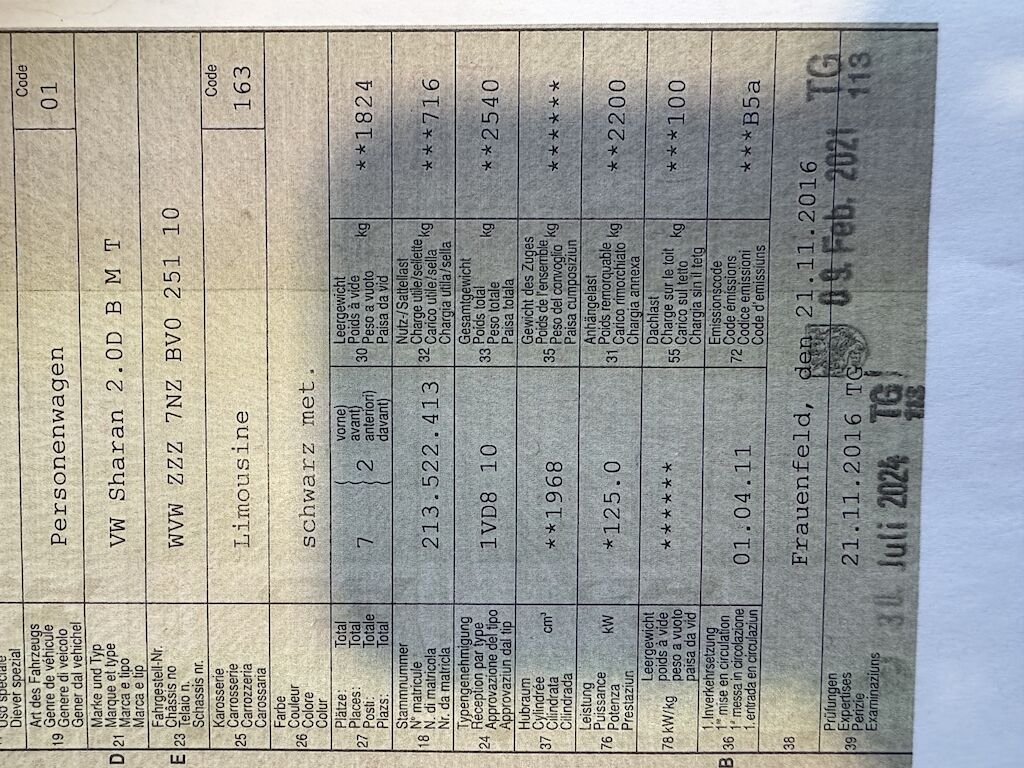 Diever spezial
Code
Art des Fahrzeugs
Genre de véhicule
Genere di veicolo
Gener dal vehichel
19
Personenwagen
01
Marke und Typ
Marque et type
Marca e tipo
Marca e tip
D 21
VW Sharan 2.0D B M T
Fahrgestell-Nr.
Chassis no
Telaio n.
Schassis nr.
E 23
WVW ZZZ 7NZ BV0 251 10
Karosserie
Carrosserie
Carrozzeria
Carossaria
25
Limousine
Code
163
Farbe
Couleur
Colore
Colur
26
schwarz met.
Plätze: Total
Places: Total
Posti: Totale
Plazs: Total
27
7
2
vorne)
avant)
anteriori)
davant)
Leergewicht
Poids à vide
Peso a vuoto
Paisa da vid
30 kg
**1824
Stammnummer
N° matricule
N. di matricola
Nr. da matricla
18
213.522.413
Nutz-/Sattellast
Charge utile/sellette
Carico utile/sella
Chargia utila/sella
32 kg
***716
Typengenehmigung
Réception par type
Approvazione del tipo
Approvaziun dal tip
24
1VD8 10
Gesamtgewicht
Poids total
Peso totale
Paisa totala
33 kg
**2540
Hubraum
Cylindrée
Cilindrata
Cilindrada
37 cm³
**1968
Gewicht des Zuges
Poids de l'ensemble
Peso del convoglio
Paisa cumposiziun
35 kg
******
Leistung
Puissance
Potenza
Prestaziun
76 kW
*125.0
Anhängelast
Poids remorquable
Carico rimorchiato
Chargia annexa
31 kg
**2200
Leergewicht
poids à vide
peso a vuoto
paisa da vid
78 kW/kg
******
Dachlast
Charge sur le toit
Carico sul tetto
Chargia sin il tetg
55 kg
***100
1. Inverkehrsetzung
1re mise en circulation
1a messa in circolazione
1. entrada en circulaziun
B 36
01.04.11
Emissionscode
Code émissions
Codice emissioni
Code d'emissiuns
72
***B5a
38
Frauenfeld, den 21.11.2016
Prüfungen
Expertises
Perizie
Examinaziuns
39
21.11.2016 TG
09. Feb. 2021 TG
113
30. Juli 2024 TG
113